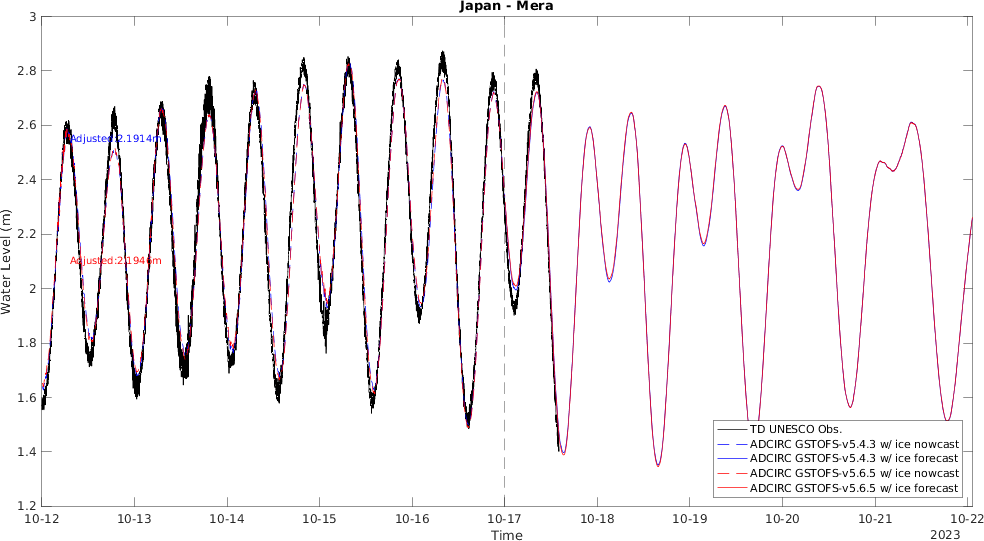 Japan - Mera
3
2.8
2.6
2.4
2.2
2
1.8
1.6
1.4
1.2
Water Level (m)
Adjusted:2.1914m
Adjusted:2.1946m
TD UNESCO Obs.
ADCIRC GSTOFS-v5.4.3 w/ ice nowcast
ADCIRC GSTOFS-v5.4.3 w/ ice forecast
ADCIRC GSTOFS-v5.6.5 w/ ice nowcast
ADCIRC GSTOFS-v5.6.5 w/ ice forecast
10-12 10-13 10-14 10-15 10-16 10-17 10-18 10-19 10-20 10-21 10-22
Time
2023